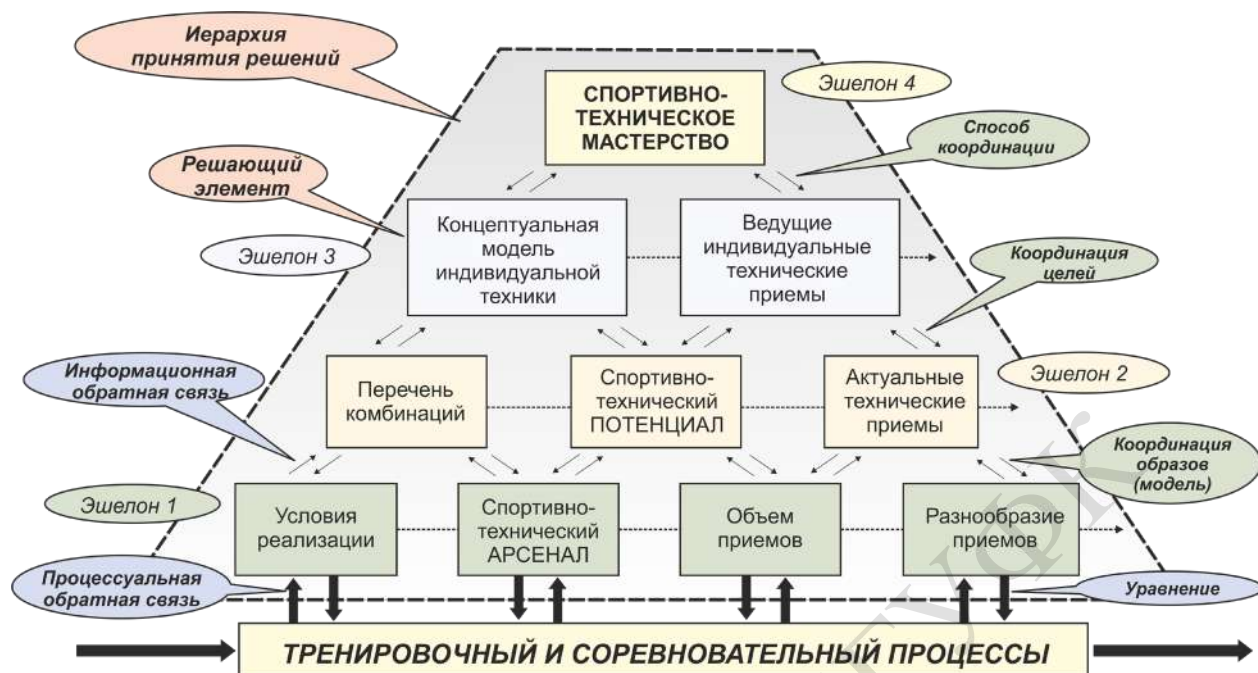 Иерархия
принятия решений
Эшелон 4
СПОРТИВНО-
ТЕХНИЧЕСКОЕ
МАСТЕРСТВО
Способ
координации
Решающий
элемент
Эшелон 3
Концептуальная
модель
индивидуальной
техники
Ведущие
индивидуальные
технические
приемы
Координация
целей
Информационная
обратная связь
Перечень
комбинаций
Спортивно-
технический
ПОТЕНЦИАЛ
Актуальные
технические
приемы
Эшелон 2
Координация
образов
(модель)
Эшелон 1
Условия
реализации
Спортивно-
технический
АРСЕНАЛ
Объем
приемов
Разнообразие
приемов
Процессуальная
обратная связь
Уравнение
ТРЕНИРОВОЧНЫЙ И СОРЕВНОВАТЕЛЬНЫЙ ПРОЦЕССЫ
ГУФК